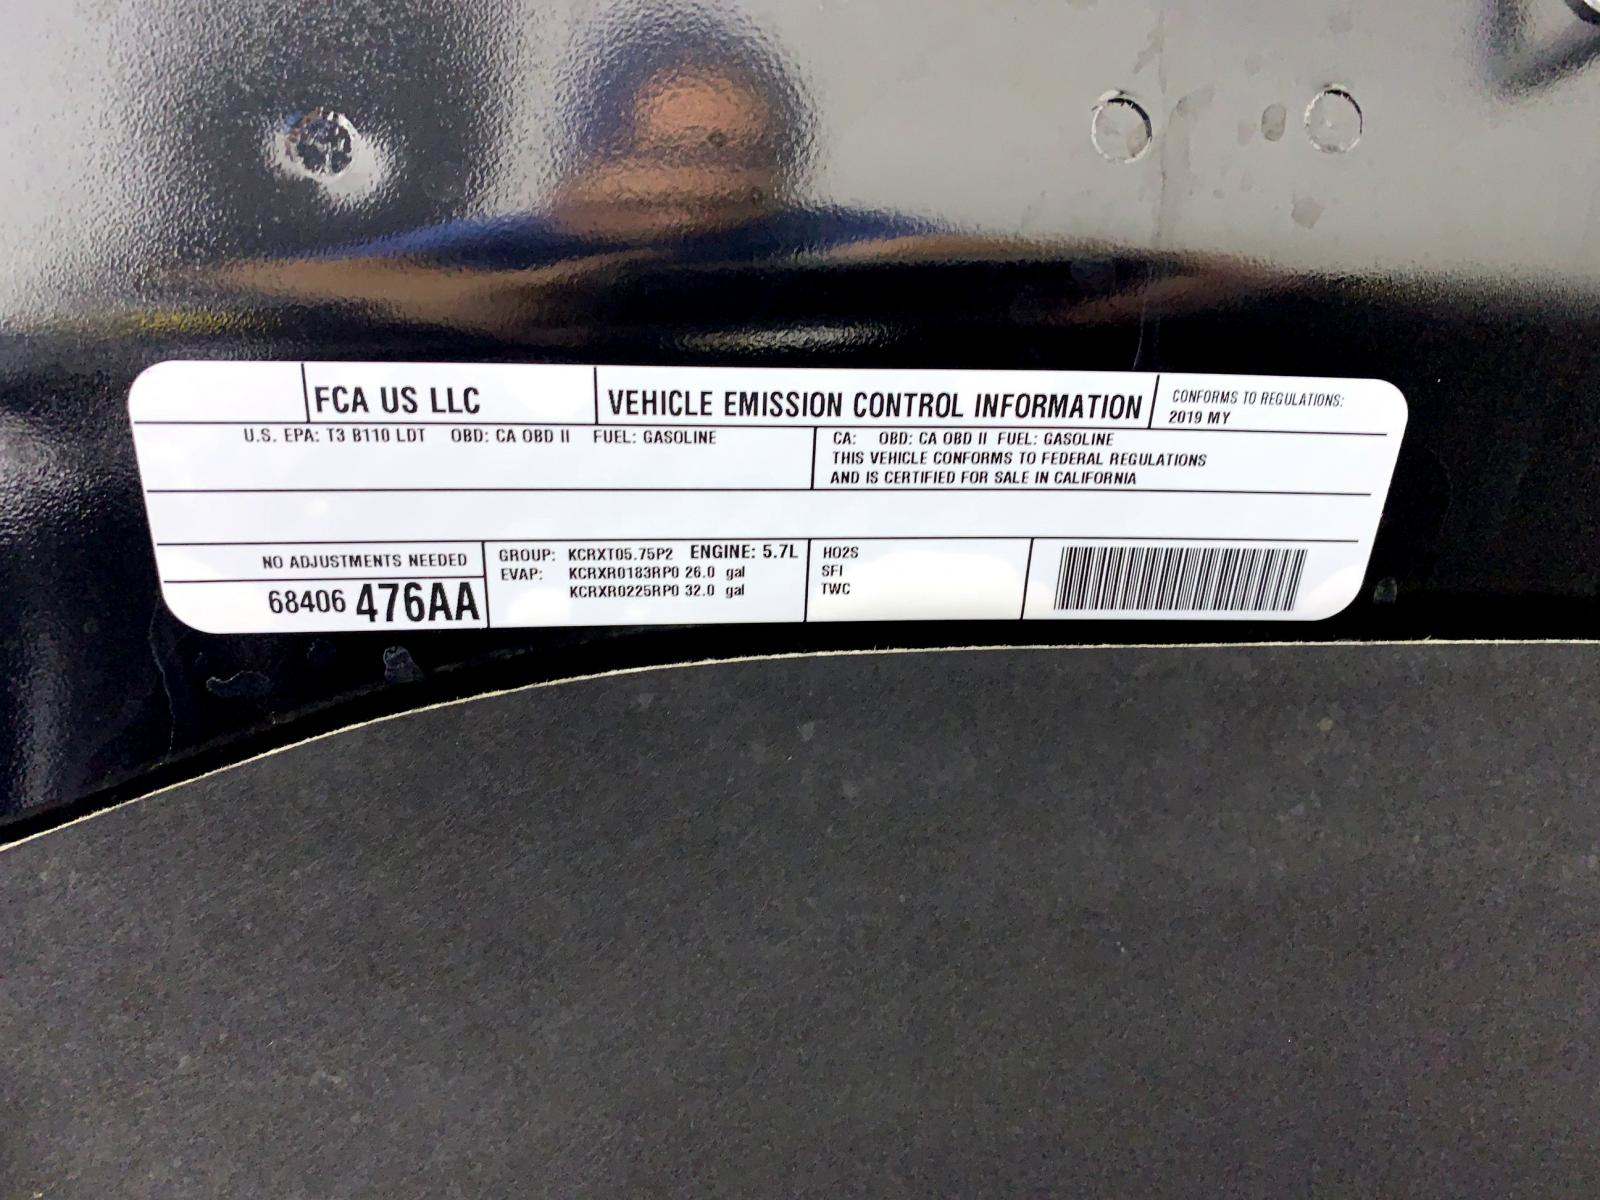 FCA US LLC
VEHICLE EMISSION CONTROL INFORMATION
CONFORMS TO REGULATIONS:
2019 MY
U.S. EPA: T3 B110 LDT OBD: CA OBD II FUEL: GASOLINE
CA: OBD: CA OBD II FUEL: GASOLINE
THIS VEHICLE CONFORMS TO FEDERAL REGULATIONS
AND IS CERTIFIED FOR SALE IN CALIFORNIA
NO ADJUSTMENTS NEEDED
68406 476AA
GROUP: KCRXT05.75P2 ENGINE: 5.7L
EVAP: KCRXR0183RP0 26.0 gal
KCRXR0225RP0 32.0 gal
HO2S
SFI
TWC